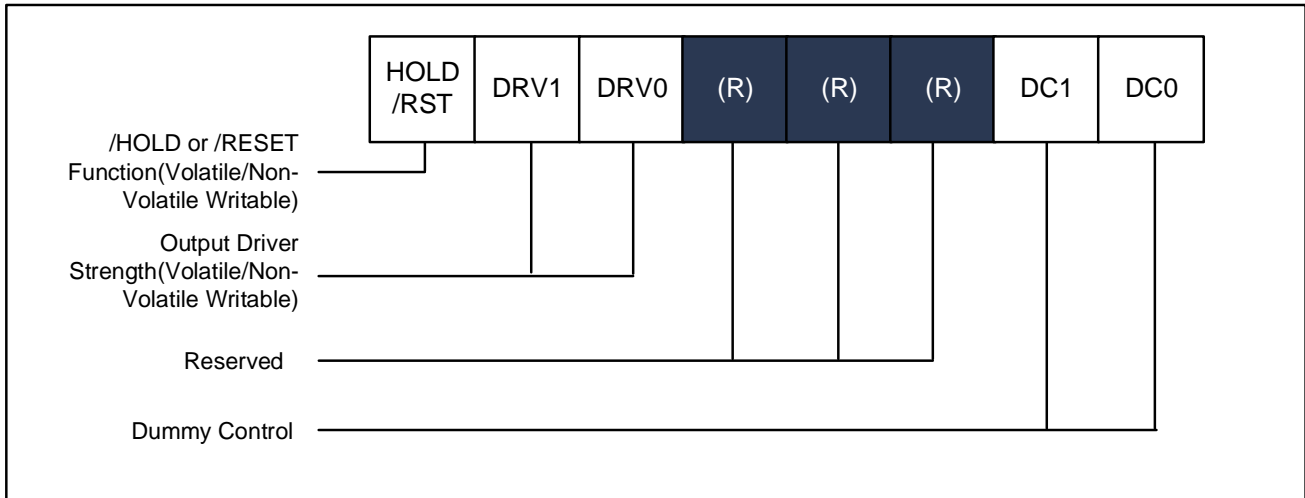 HOLD
/RST
DRV1
DRV0
(R)
(R)
(R)
DC1
DC0
/HOLD or /RESET
Function(Volatile/Non-
Volatile Writable)
Output Driver
Strength(Volatile/Non-
Volatile Writable)
Reserved
Dummy Control